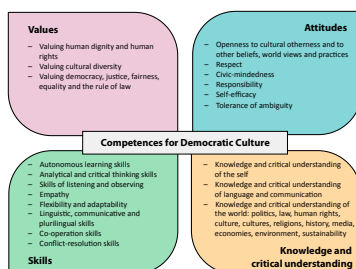 Values
– Valuing human dignity and human
rights
– Valuing cultural diversity
– Valuing democracy, justice, fairness,
equality and the rule of law
Attitudes
– Openness to cultural otherness and to
other beliefs, world views and practices
– Respect
– Civic-mindedness
– Responsibility
– Self-efficacy
– Tolerance of ambiguity
Competences for Democratic Culture
– Autonomous learning skills
– Analytical and critical thinking skills
– Skills of listening and observing
– Empathy
– Flexibility and adaptability
– Linguistic, communicative and
plurilingual skills
– Co-operation skills
– Conflict-resolution skills
Skills
– Knowledge and critical understanding
of the self
– Knowledge and critical understanding
of language and communication
– Knowledge and critical understanding of
the world: politics, law, human rights,
culture, cultures, religions, history, media,
economies, environment, sustainability
Knowledge and
critical understanding